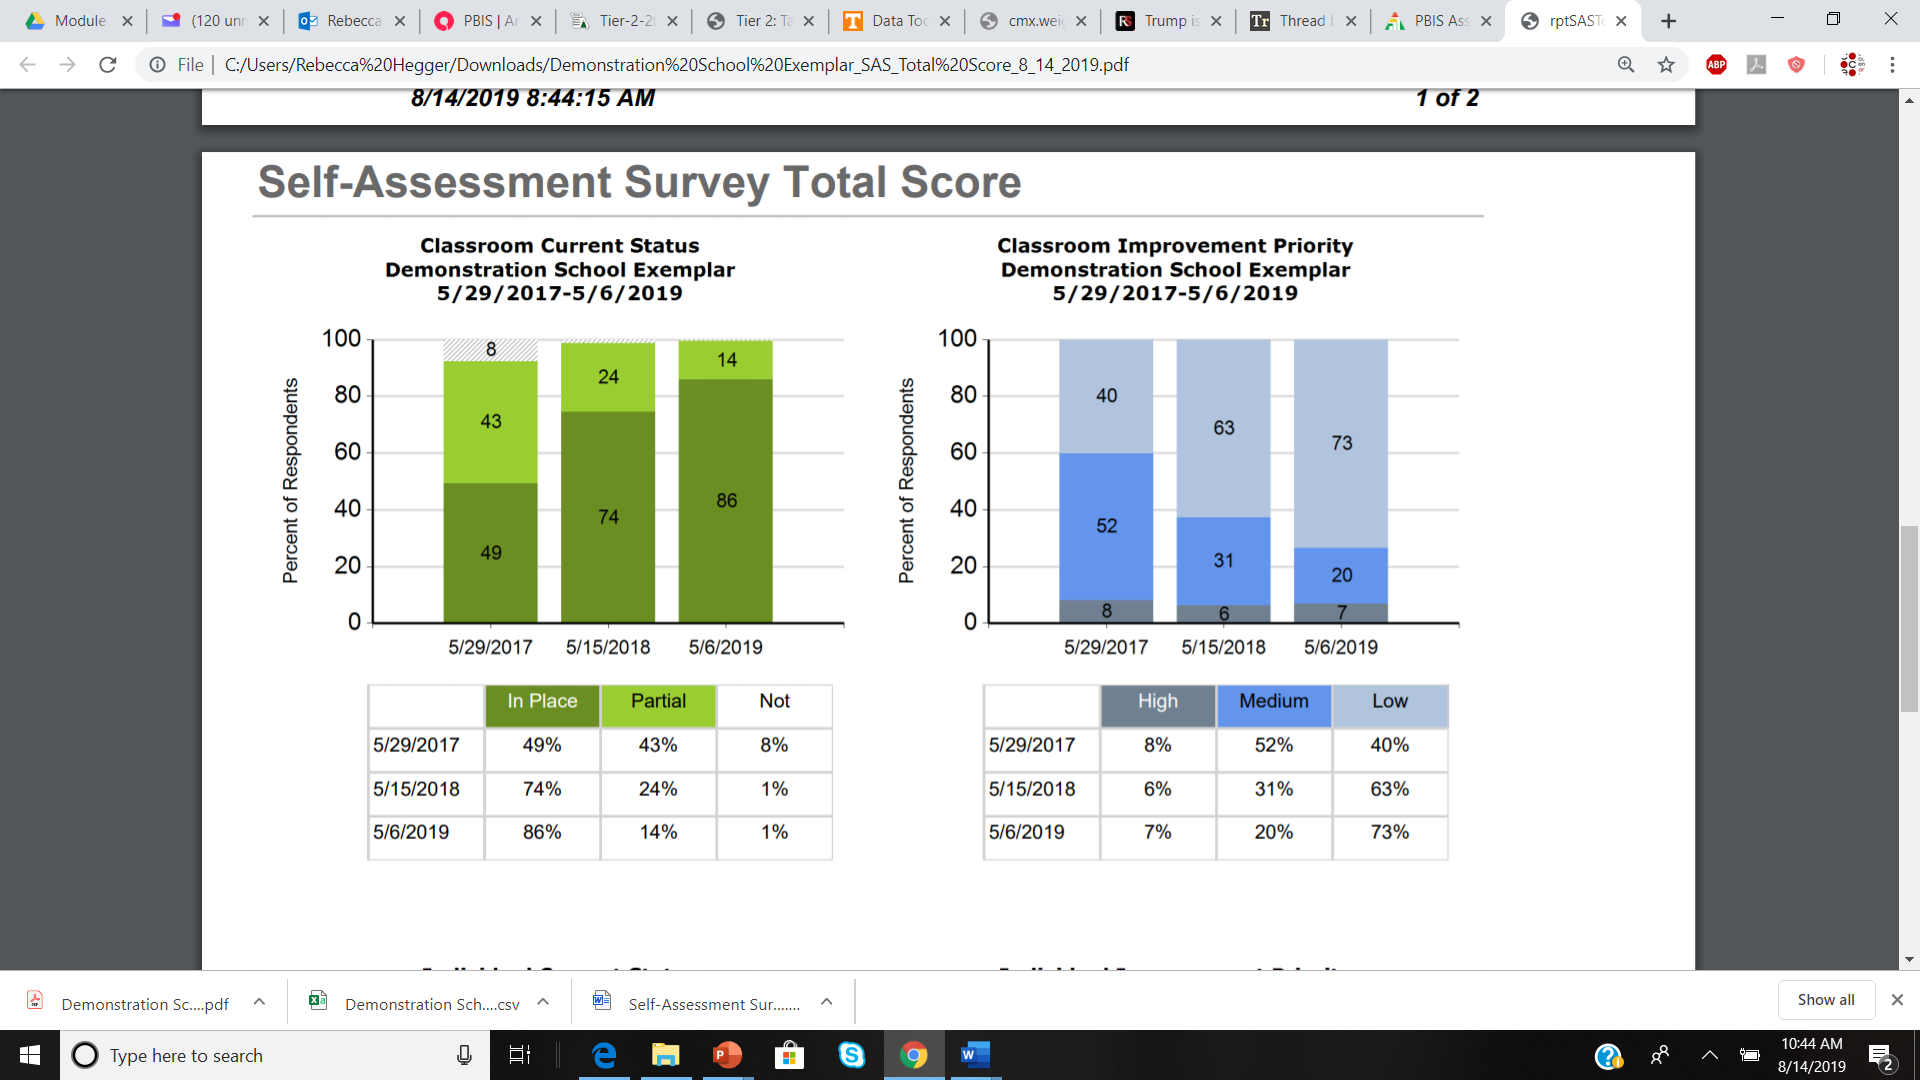 Module
(120 unr
Rebecca
PBIS | Ar
Tier-2-20
Tier 2: Ta
Data Too
cmx.weig
Trump is
Thread b
PBIS Ass
rptSASTo
File
C:/Users/Rebecca%20Hegger/Downloads/Demonstration%20School%20Exemplar_SAS_Total%20Score_8_14_2019.pdf
ABP
8/14/2019 8:44:15 AM
1 of 2
Self-Assessment Survey Total Score
Classroom Current Status
Demonstration School Exemplar
5/29/2017-5/6/2019
100
80
60
40
20
0
Percent of Respondents
8
43
49
24
74
14
86
5/29/2017 5/15/2018 5/6/2019
In Place Partial Not
5/29/2017 49% 43% 8%
5/15/2018 74% 24% 1%
5/6/2019 86% 14% 1%
Classroom Improvement Priority
Demonstration School Exemplar
5/29/2017-5/6/2019
100
80
60
40
20
0
Percent of Respondents
40
52
8
63
31
6
73
20
7
5/29/2017 5/15/2018 5/6/2019
High Medium Low
5/29/2017 8% 52% 40%
5/15/2018 6% 31% 63%
5/6/2019 7% 20% 73%
Demonstration Sc....pdf
Demonstration Sch....csv
Self-Assessment Sur.......
Show all
Type here to search
10:44 AM
8/14/2019
2